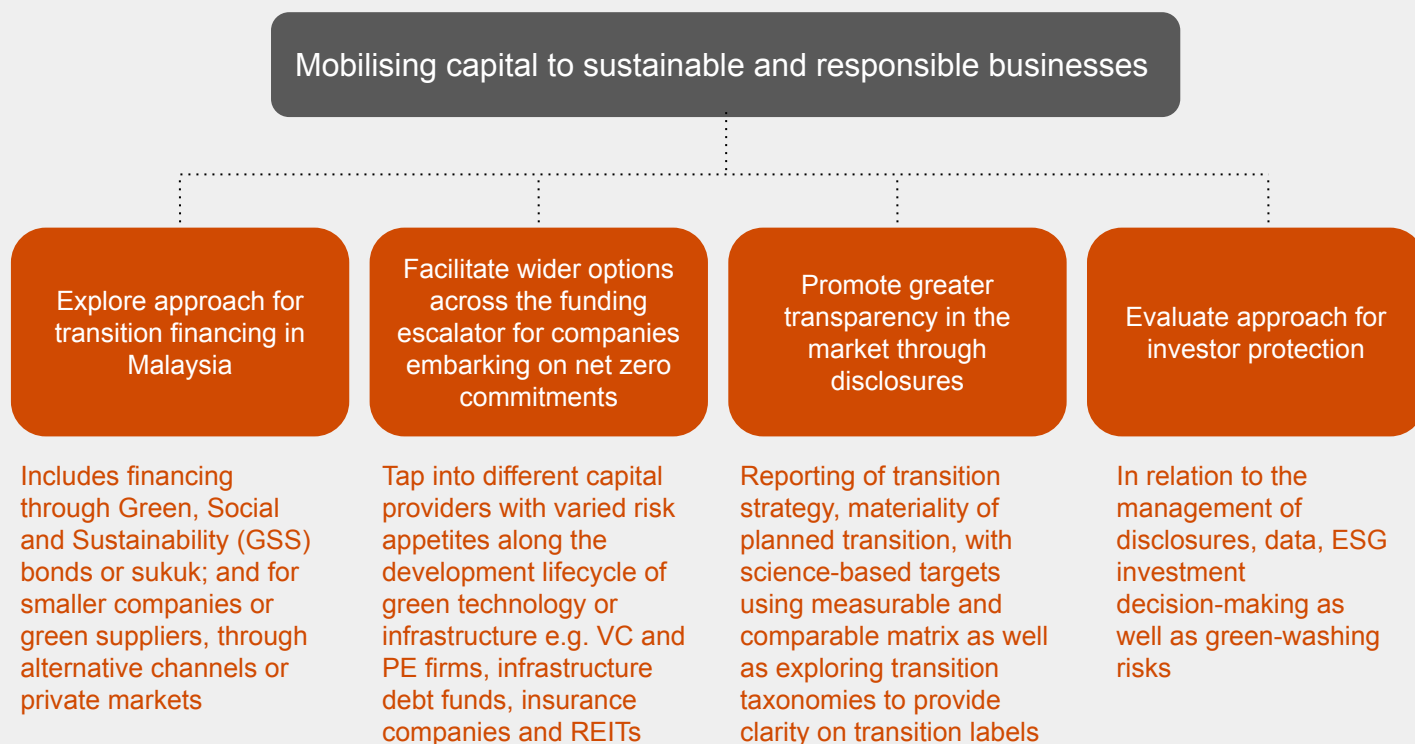 Mobilising capital to sustainable and responsible businesses
Explore approach for
transition financing in
Malaysia
Includes financing
through Green, Social
and Sustainability (GSS)
bonds or sukuk; and for
smaller companies or
green suppliers, through
alternative channels or
private markets
Facilitate wider options
across the funding
escalator for companies
embarking on net zero
commitments
Tap into different capital
providers with varied risk
appetites along the
development lifecycle of
green technology or
infrastructure e.g. VC and
PE firms, infrastructure
debt funds, insurance
companies and REITs
Promote greater
transparency in the
market through
disclosures
Reporting of transition
strategy, materiality of
planned transition, with
science-based targets
using measurable and
comparable matrix as well
as exploring transition
taxonomies to provide
clarity on transition labels
Evaluate approach for
investor protection
In relation to the
management of
disclosures, data, ESG
investment
decision-making as
well as green-washing
risks